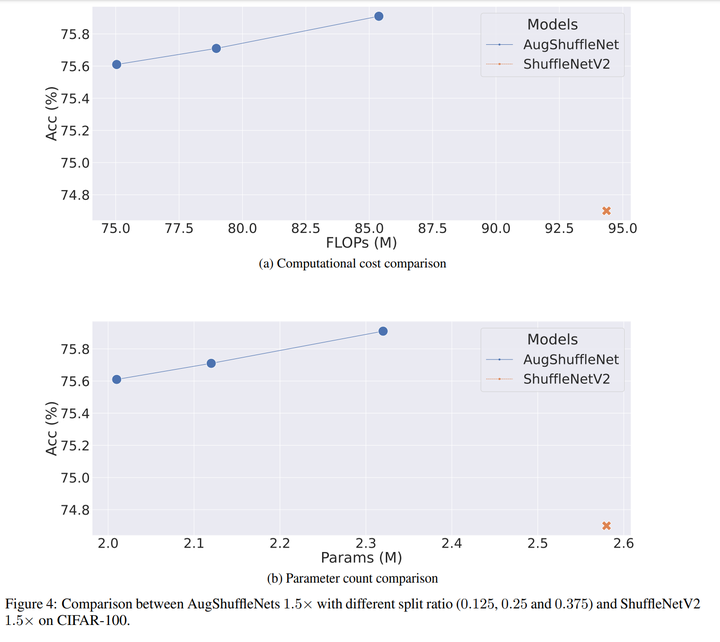 Models
AugShuffleNet
ShuffleNetV2
Acc (%)
75.8
75.6
75.4
75.2
75.0
74.8
75.0 77.5 80.0 82.5 85.0 87.5 90.0 92.5 95.0
FLOPs (M)
(a) Computational cost comparison
Models
AugShuffleNet
ShuffleNetV2
Acc (%)
75.8
75.6
75.4
75.2
75.0
74.8
2.0 2.1 2.2 2.3 2.4 2.5 2.6
Params (M)
(b) Parameter count comparison
Figure 4: Comparison between AugShuffleNets 1.5× with different split ratio (0.125, 0.25 and 0.375) and ShuffleNetV2
1.5× on CIFAR-100.